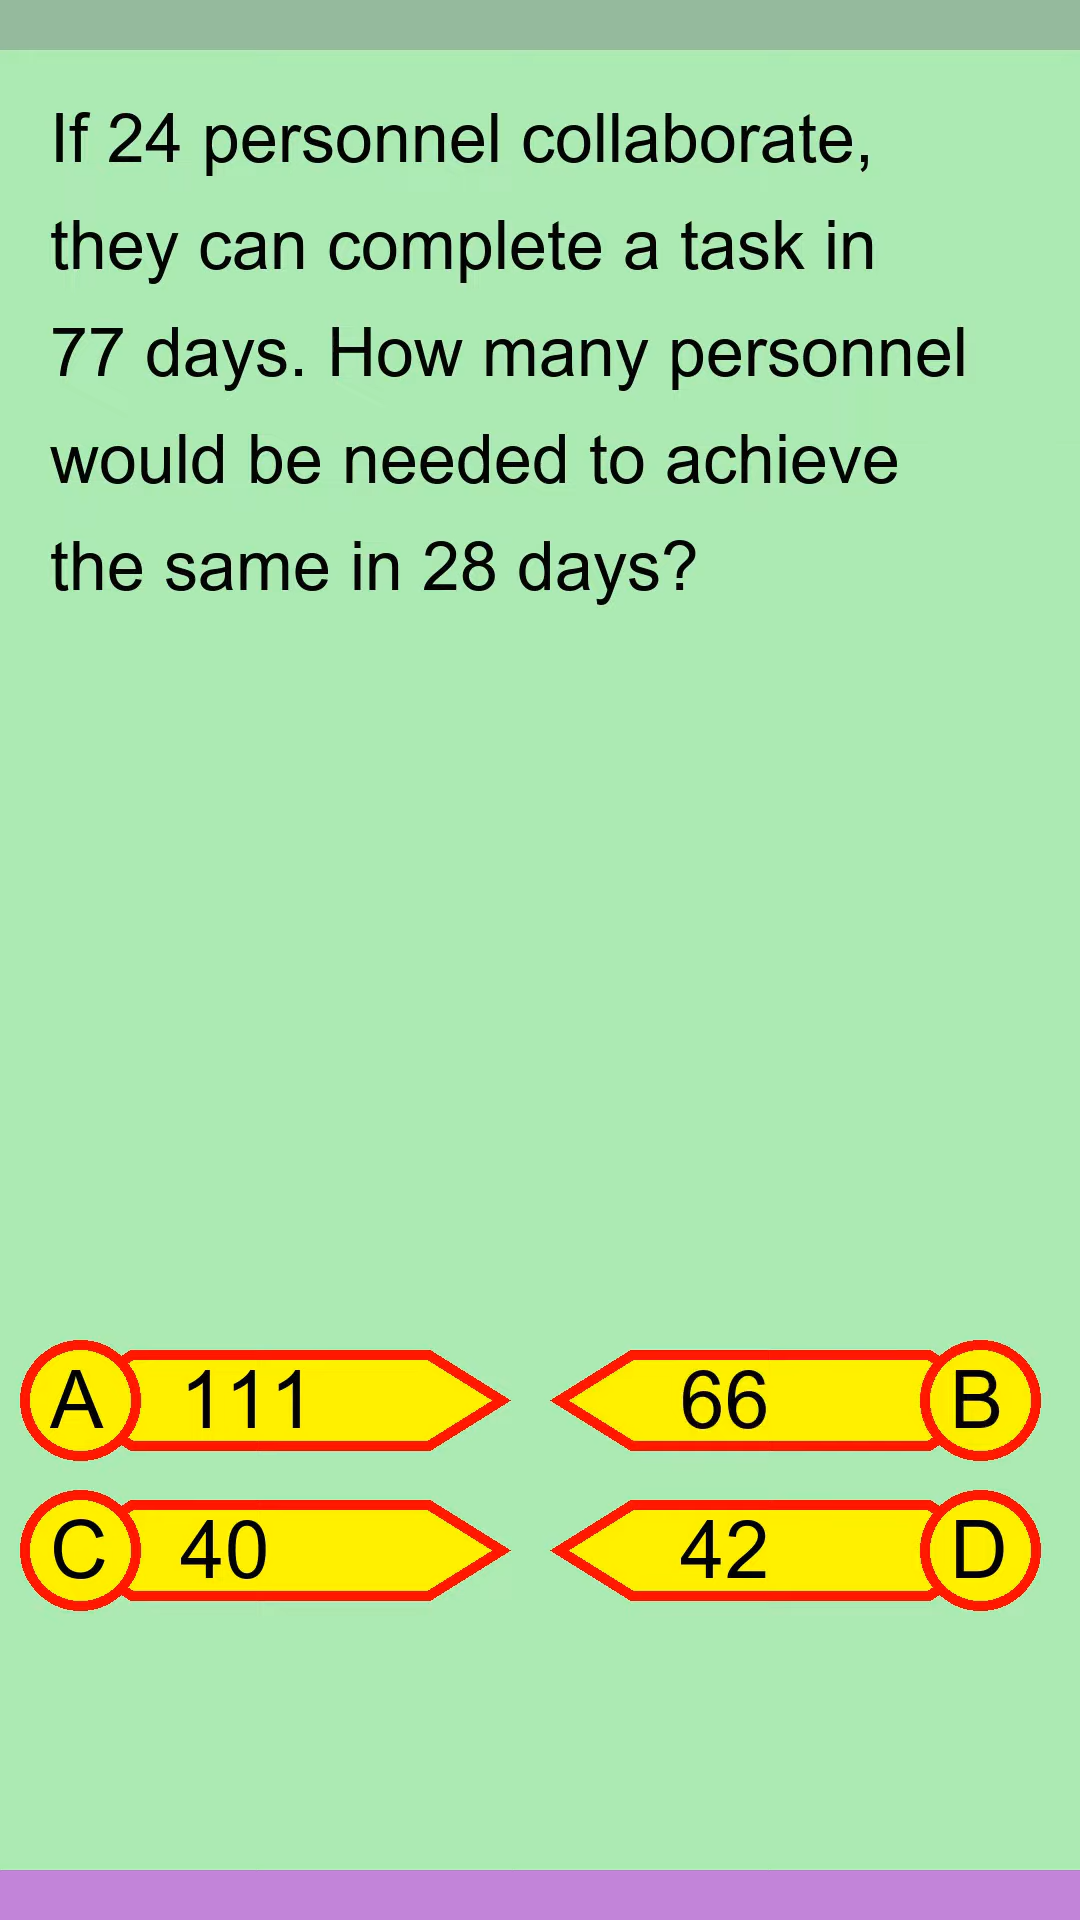 If 24 personnel collaborate,
they can complete a task in
77 days. How many personnel
would be needed to achieve
the same in 28 days?
A 111
66 B
C 40
42 D